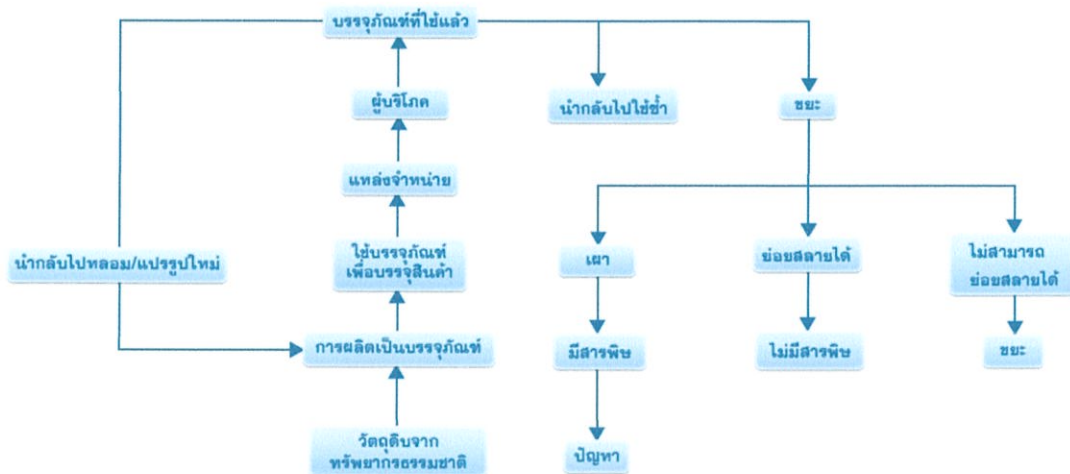 บรรจุภัณฑ์ที่ใช้แล้ว
ผู้บริโภค
นำกลับไปใช้ซ้ำ
ขยะ
แหล่งจำหน่าย
นำกลับไปหลอม/แปรรูปใหม่
ใช้บรรจุภัณฑ์
เพื่อบรรจุสินค้า
เผา
ย่อยสลายได้
ไม่สามารถ
ย่อยสลายได้
การผลิตเป็นบรรจุภัณฑ์
มีสารพิษ
ไม่มีสารพิษ
ขยะ
วัตถุดิบจาก
ทรัพยากรธรรมชาติ
ปัญหา